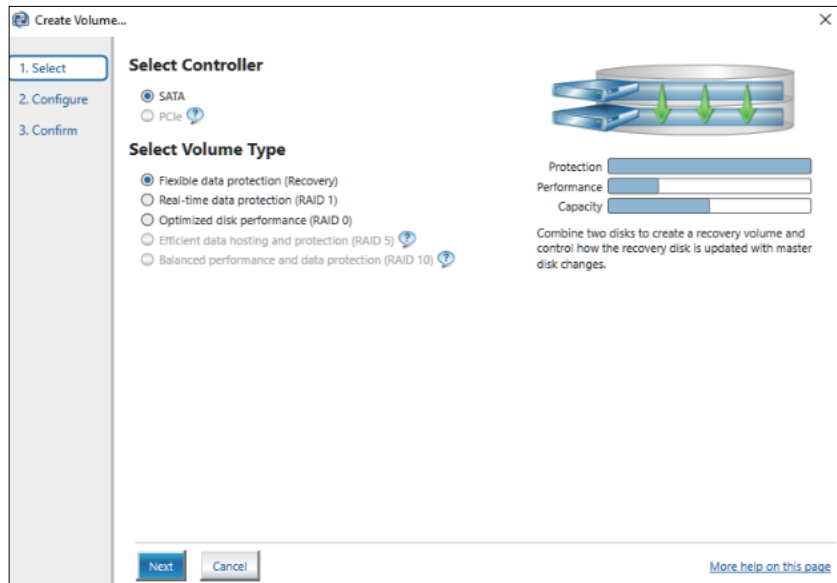 Create Volume...
1. Select
2. Configure
3. Confirm
Select Controller
SATA
PCIe
Select Volume Type
Flexible data protection (Recovery)
Real-time data protection (RAID 1)
Optimized disk performance (RAID 0)
Efficient data hosting and protection (RAID 5)
Balanced performance and data protection (RAID 10)
Protection
Performance
Capacity
Combine two disks to create a recovery volume and
control how the recovery disk is updated with master
disk changes.
Next
Cancel
More help on this page